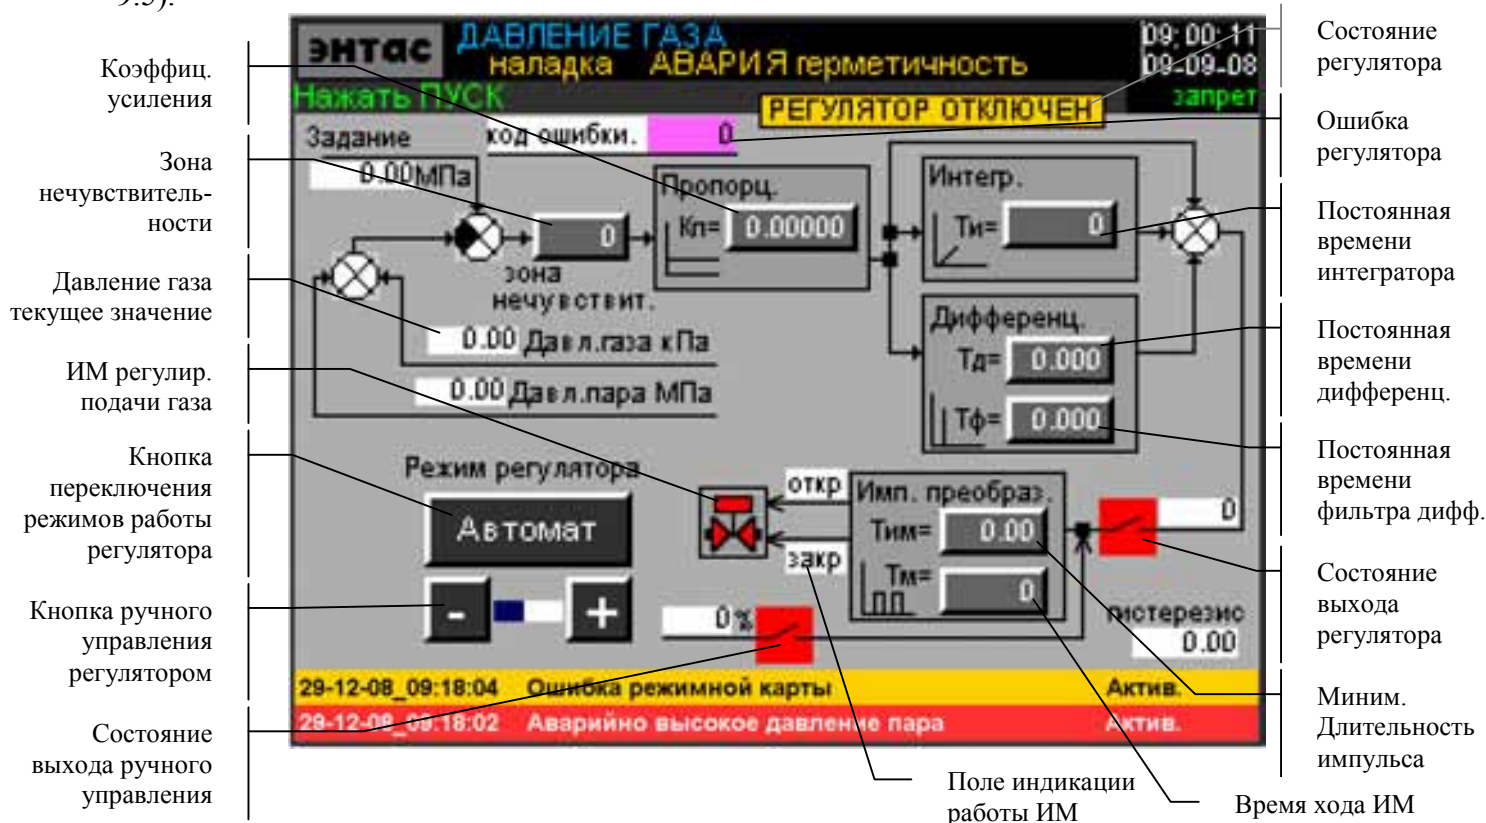 9.5).
Коэффиц.
усиления
Зона
нечувствитель-
ности
Давление газа
текущее значение
ИМ регулир.
подачи газа
Кнопка
переключения
режимов работы
регулятора
Кнопка ручного
управления
регулятором
Состояние
выхода ручного
управления
энтас
ДАВЛЕНИЕ ГАЗА
09:00:11
наладка АВАРИЯ герметичность
09-09-08
Нажать ПУСК
запрет
РЕГУЛЯТОР ОТКЛЮЧЕН
Задание
код ошибки. 0
0.00 МПа
Пропорц.
Кп= 0.00000
Интегр.
Ти= 0
0
зона
нечувствит.
Дифференц.
Тд= 0.000
Тф= 0.000
0.00 Давл.газа кПа
0.00 Давл.пара МПа
Режим регулятора
Автомат
- +
откр
закр
Имп. преобраз.
Тим= 0.00
Тм= 0
0
0%
гистерезис
0.00
29-12-08_09:18:04 Ошибка режимной карты Актив.
29-12-08_09:18:02 Аварийно высокое давление пара Актив.
Состояние
регулятора
Ошибка
регулятора
Постоянная
времени
интегратора
Постоянная
времени
дифференц.
Постоянная
времени
фильтра дифф.
Состояние
выхода
регулятора
Миним.
Длительность
импульса
Поле индикации
работы ИМ
Время хода ИМ